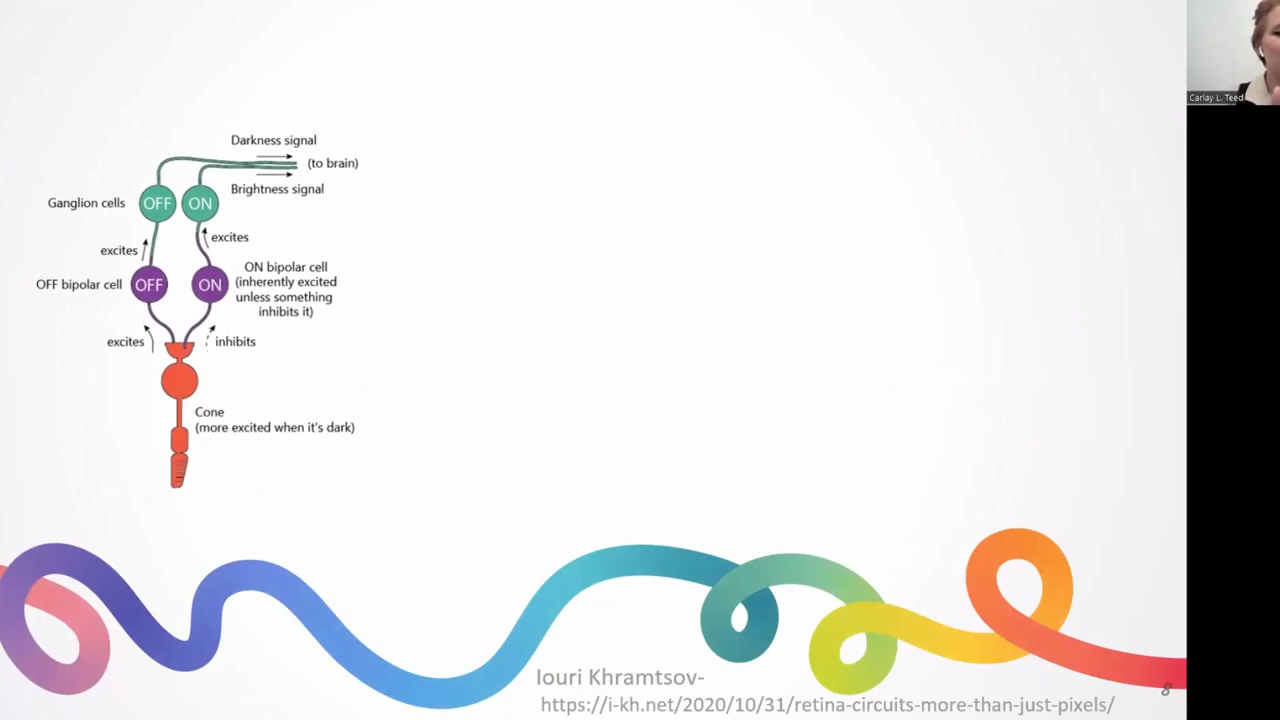 Carlay L. Teed
Darkness signal
(to brain)
Brightness signal
Ganglion cells
OFF
ON
excites
excites
OFF bipolar cell
OFF
ON
ON bipolar cell
(inherently excited
unless something
inhibits it)
excites
inhibits
Cone
(more excited when it's dark)
Iouri Khramtsov-
https://i-kh.net/2020/10/31/retina-circuits-more-than-just-pixels/
8